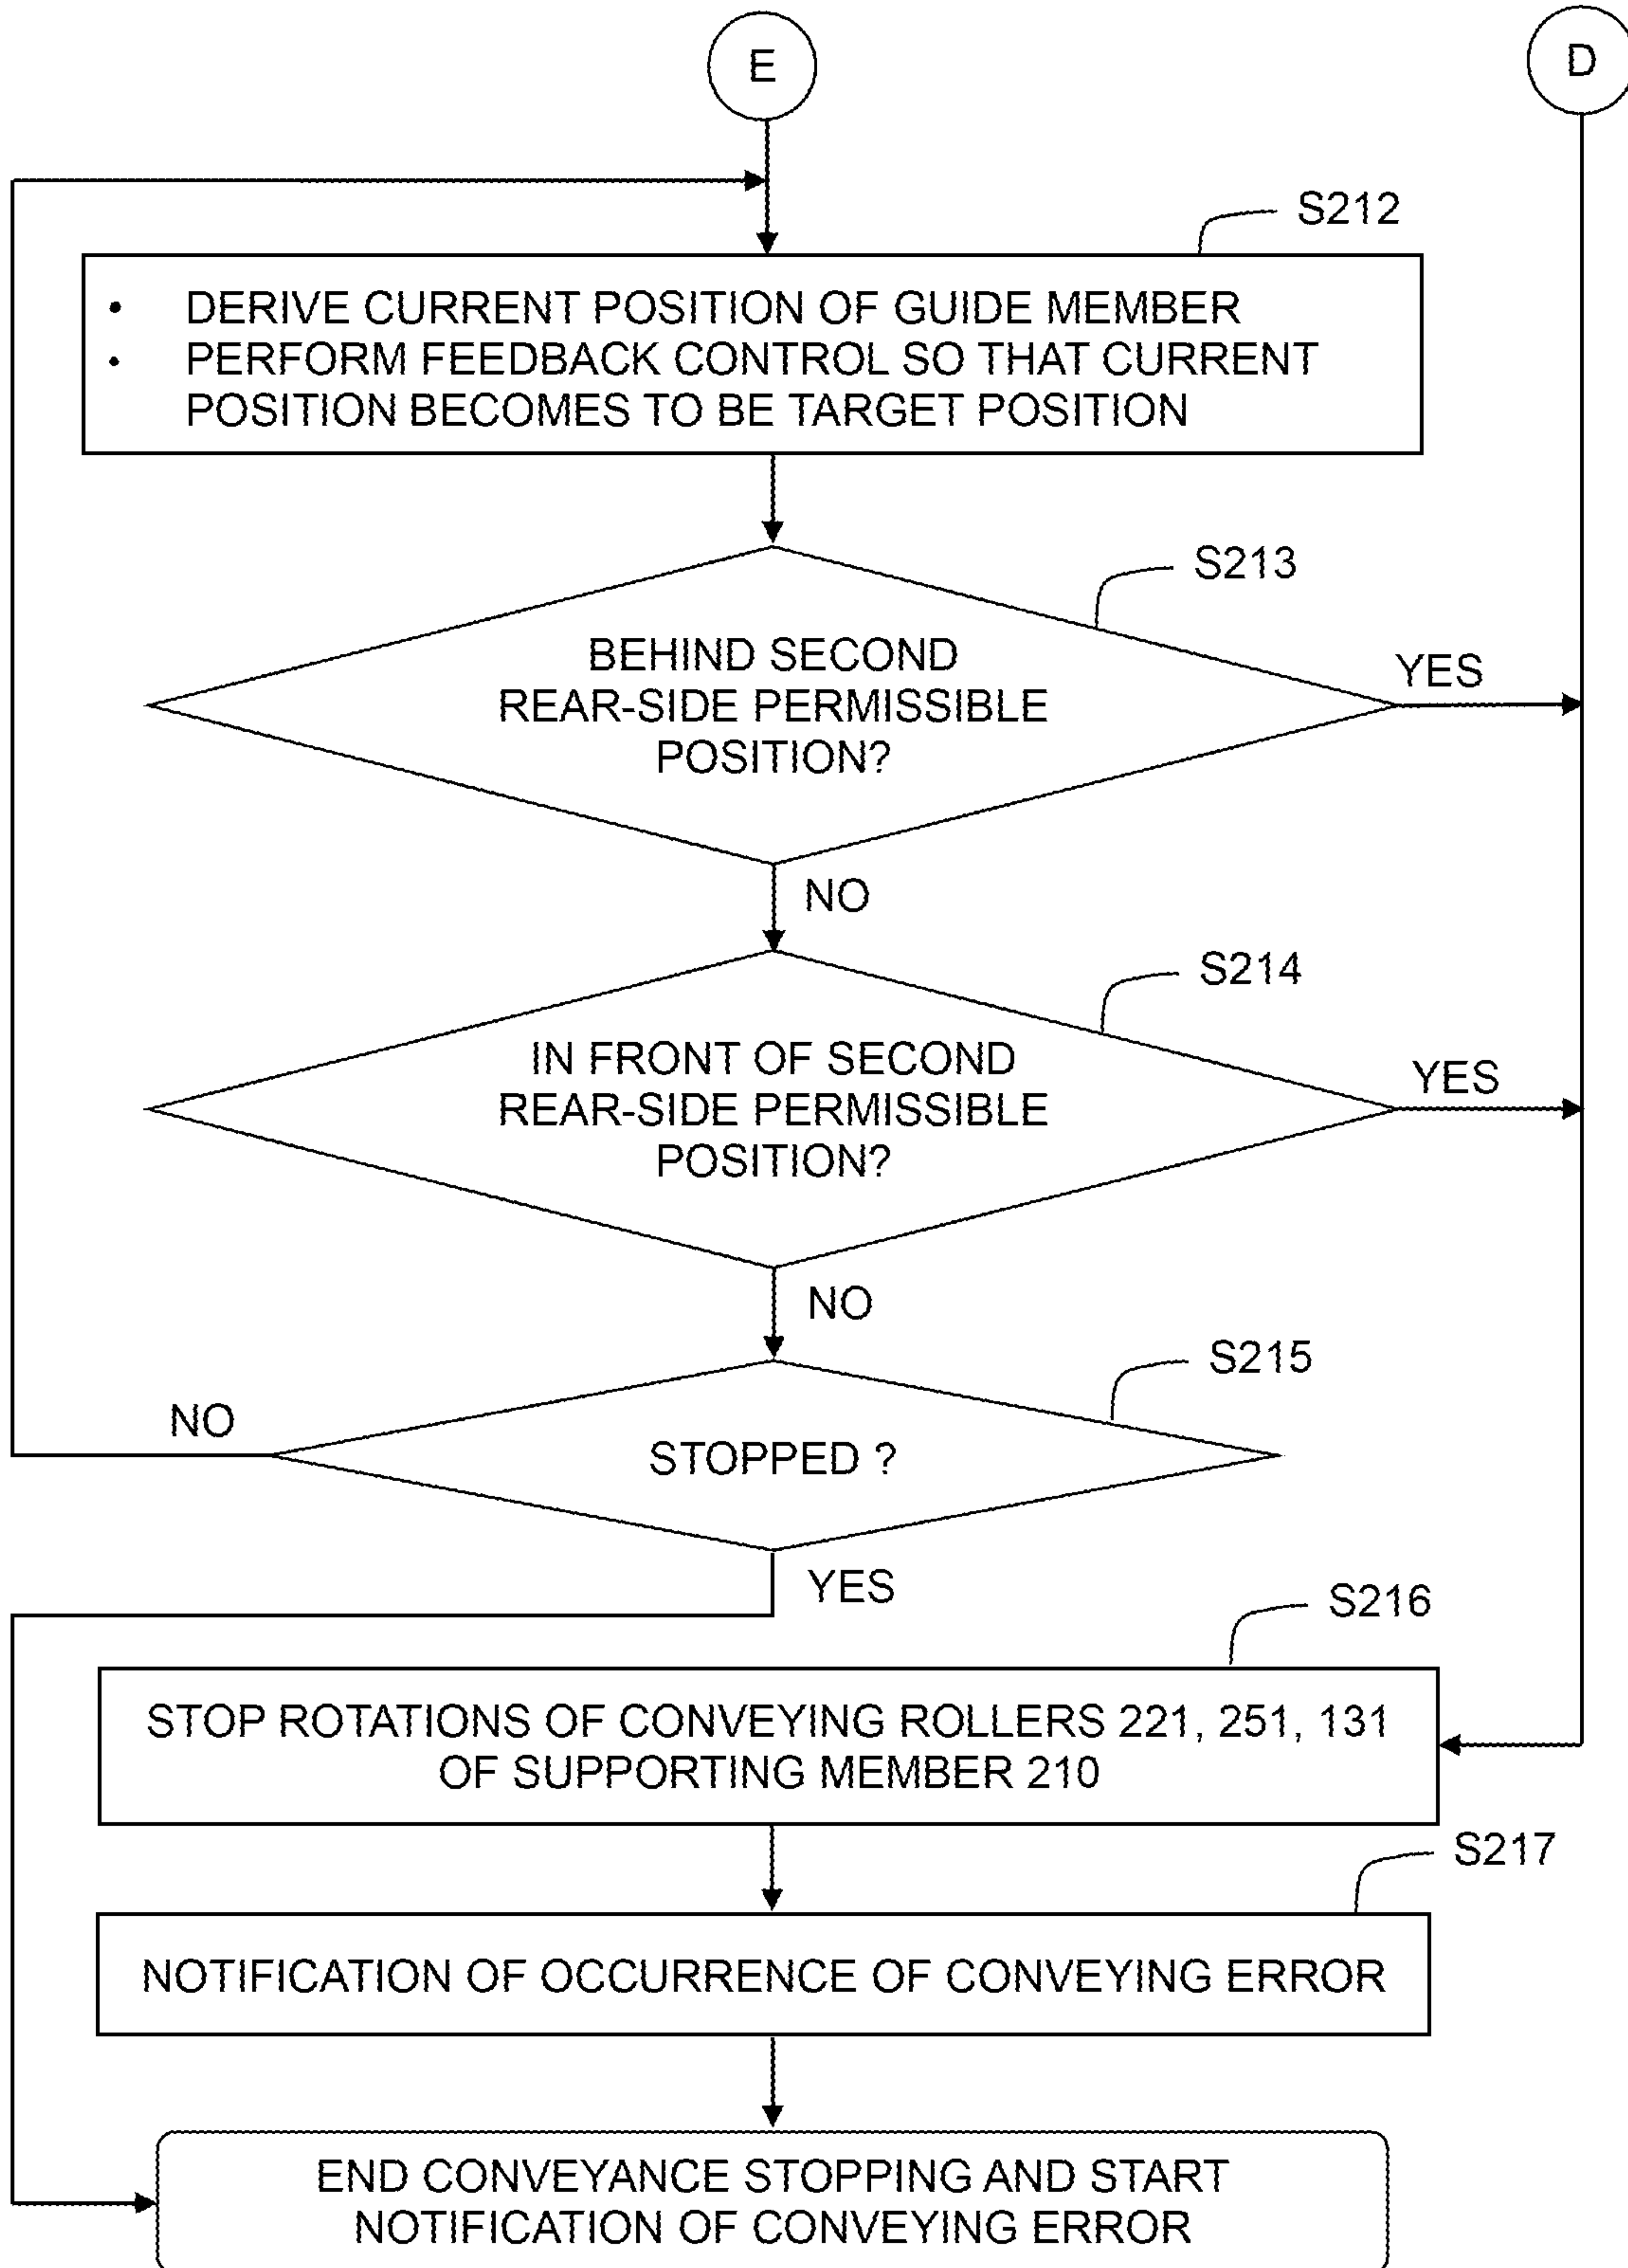 E
D
S212
• DERIVE CURRENT POSITION OF GUIDE MEMBER
• PERFORM FEEDBACK CONTROL SO THAT CURRENT
POSITION BECOMES TO BE TARGET POSITION
S213
BEHIND SECOND
REAR-SIDE PERMISSIBLE
POSITION?
YES
NO
S214
IN FRONT OF SECOND
REAR-SIDE PERMISSIBLE
POSITION?
YES
NO
S215
NO
STOPPED ?
YES
S216
STOP ROTATIONS OF CONVEYING ROLLERS 221, 251, 131
OF SUPPORTING MEMBER 210
S217
NOTIFICATION OF OCCURRENCE OF CONVEYING ERROR
END CONVEYANCE STOPPING AND START
NOTIFICATION OF CONVEYING ERROR